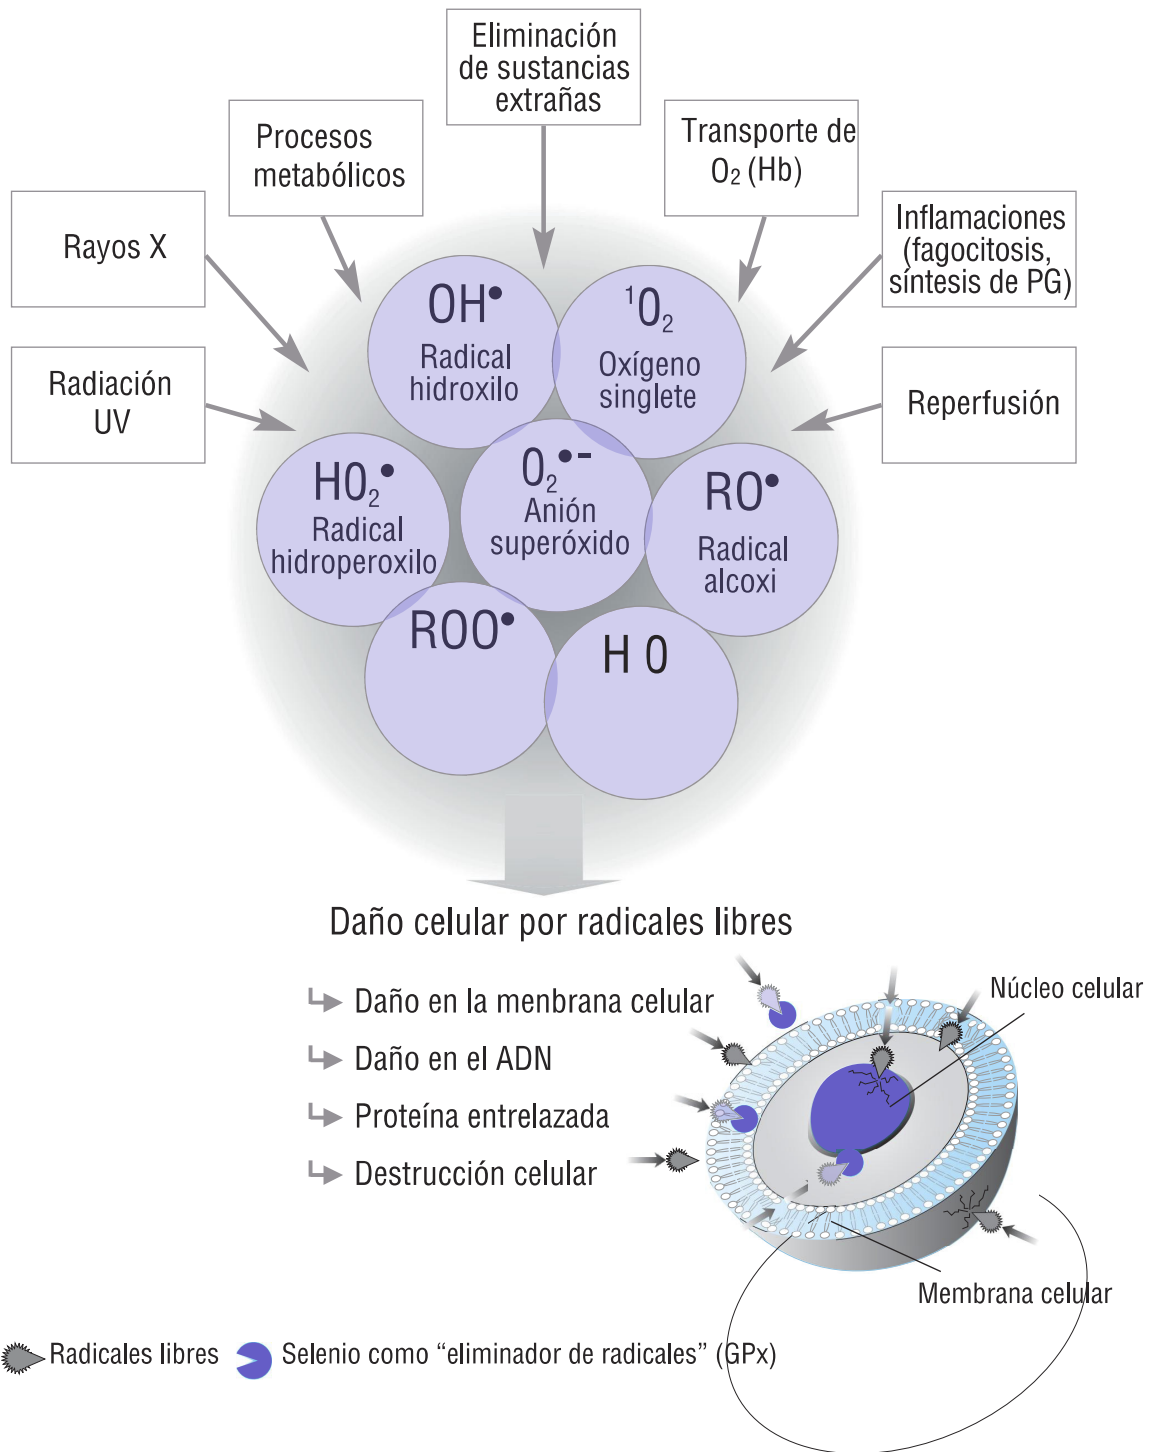 Eliminación
de sustancias
extrañas
Procesos
metabólicos
Transporte de
O₂ (Hb)
Rayos X
Inflamaciones
(fagocitosis,
síntesis de PG)
Radiación
UV
Reperfusión
OH•
Radical
hidroxilo
¹O₂
Oxígeno
singlete
HO₂•
Radical
hidroperoxilo
O₂•−
Anión
superóxido
RO•
Radical
alcoxi
ROO•
H O
Daño celular por radicales libres
Daño en la menbrana celular
Daño en el ADN
Proteína entrelazada
Destrucción celular
Núcleo celular
Membrana celular
Radicales libres
Selenio como “eliminador de radicales” (GPx)